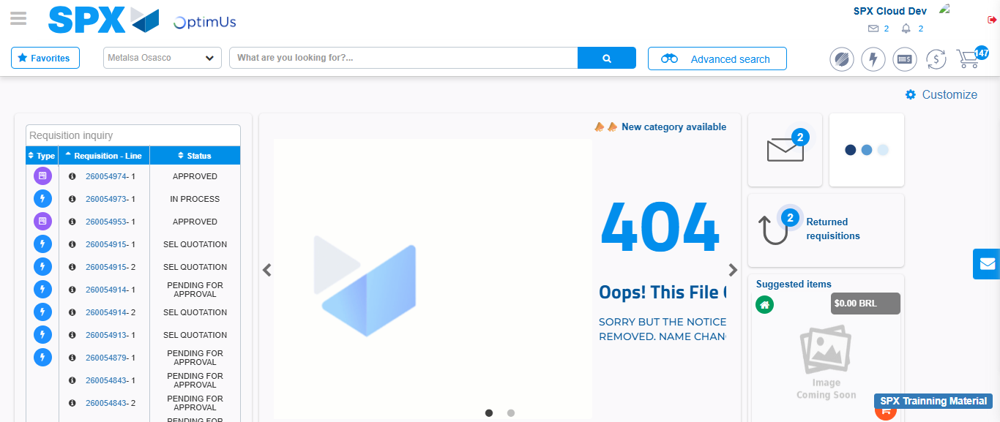 SPX OptimUs
SPX Cloud Dev
2 2
Favorites
Metalsa Osasco
What are you looking for?...
Advanced search
147
Customize
Requisition inquiry
Type Requisition - Line Status
260054974- 1 APPROVED
260054973- 1 IN PROCESS
260054953- 1 APPROVED
260054915- 1 SEL QUOTATION
260054915- 2 SEL QUOTATION
260054914- 1 PENDING FOR
APPROVAL
260054914- 2 SEL QUOTATION
260054913- 1 SEL QUOTATION
260054879- 1 PENDING FOR
APPROVAL
260054843- 1 PENDING FOR
APPROVAL
260054843- 2 PENDING FOR
APPROVAL
PENDING FOR
New category available
404
Oops! This File
SORRY BUT THE NOTICE
REMOVED. NAME CHAN
2
2
Returned
requisitions
Suggested items
$0.00 BRL
Image
Coming Soon
SPX Trainning Material